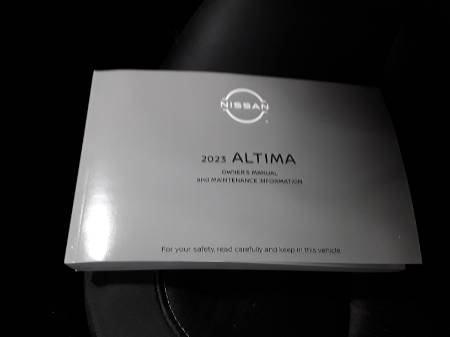 NISSAN
2023 ALTIMA
OWNER'S MANUAL
and MAINTENANCE INFORMATION
For your safety, read carefully and keep in this vehicle.